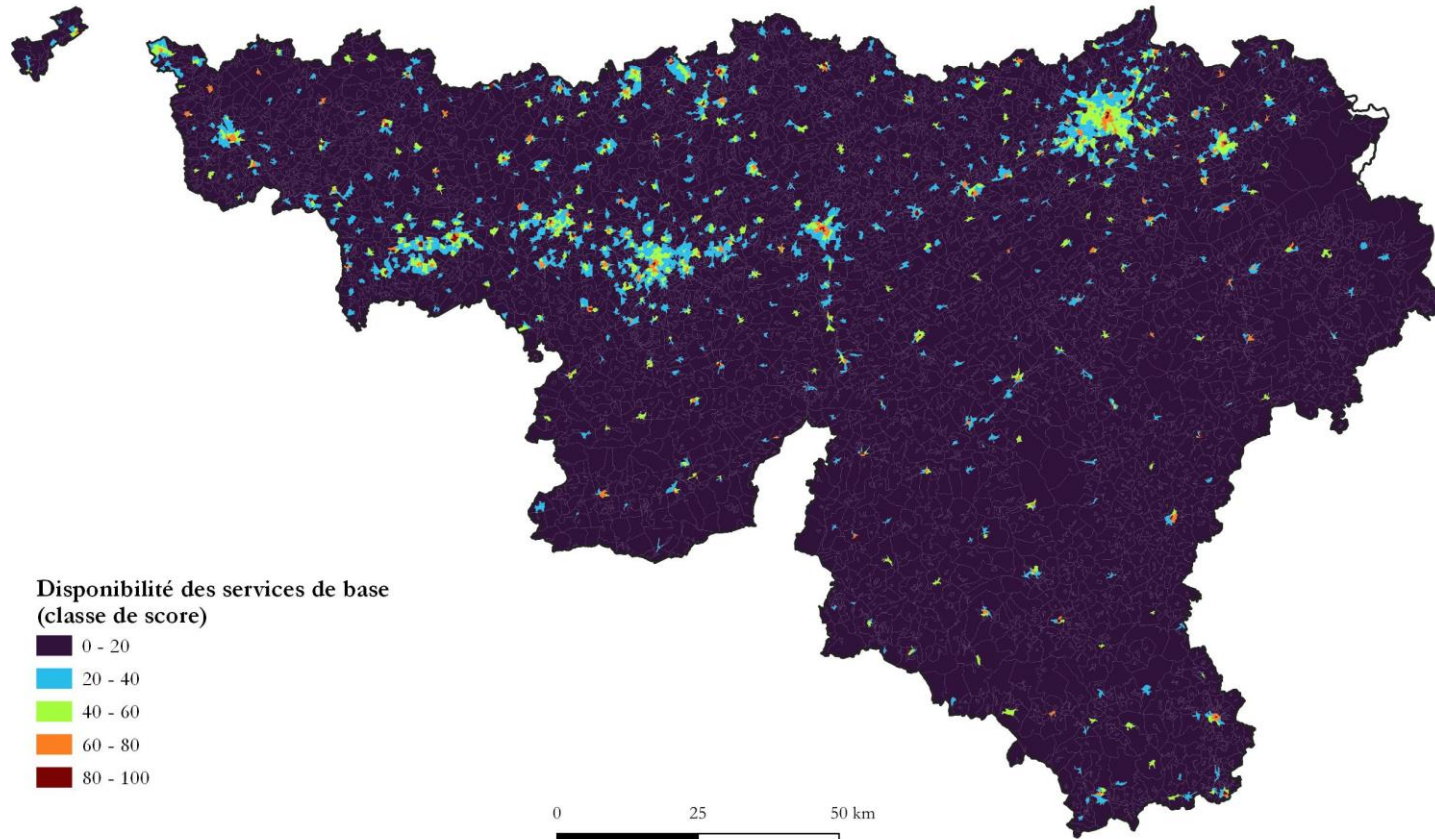 Disponibilité des services de base
(classe de score)
0 - 20
20 - 40
40 - 60
60 - 80
80 - 100
0 25 50 km